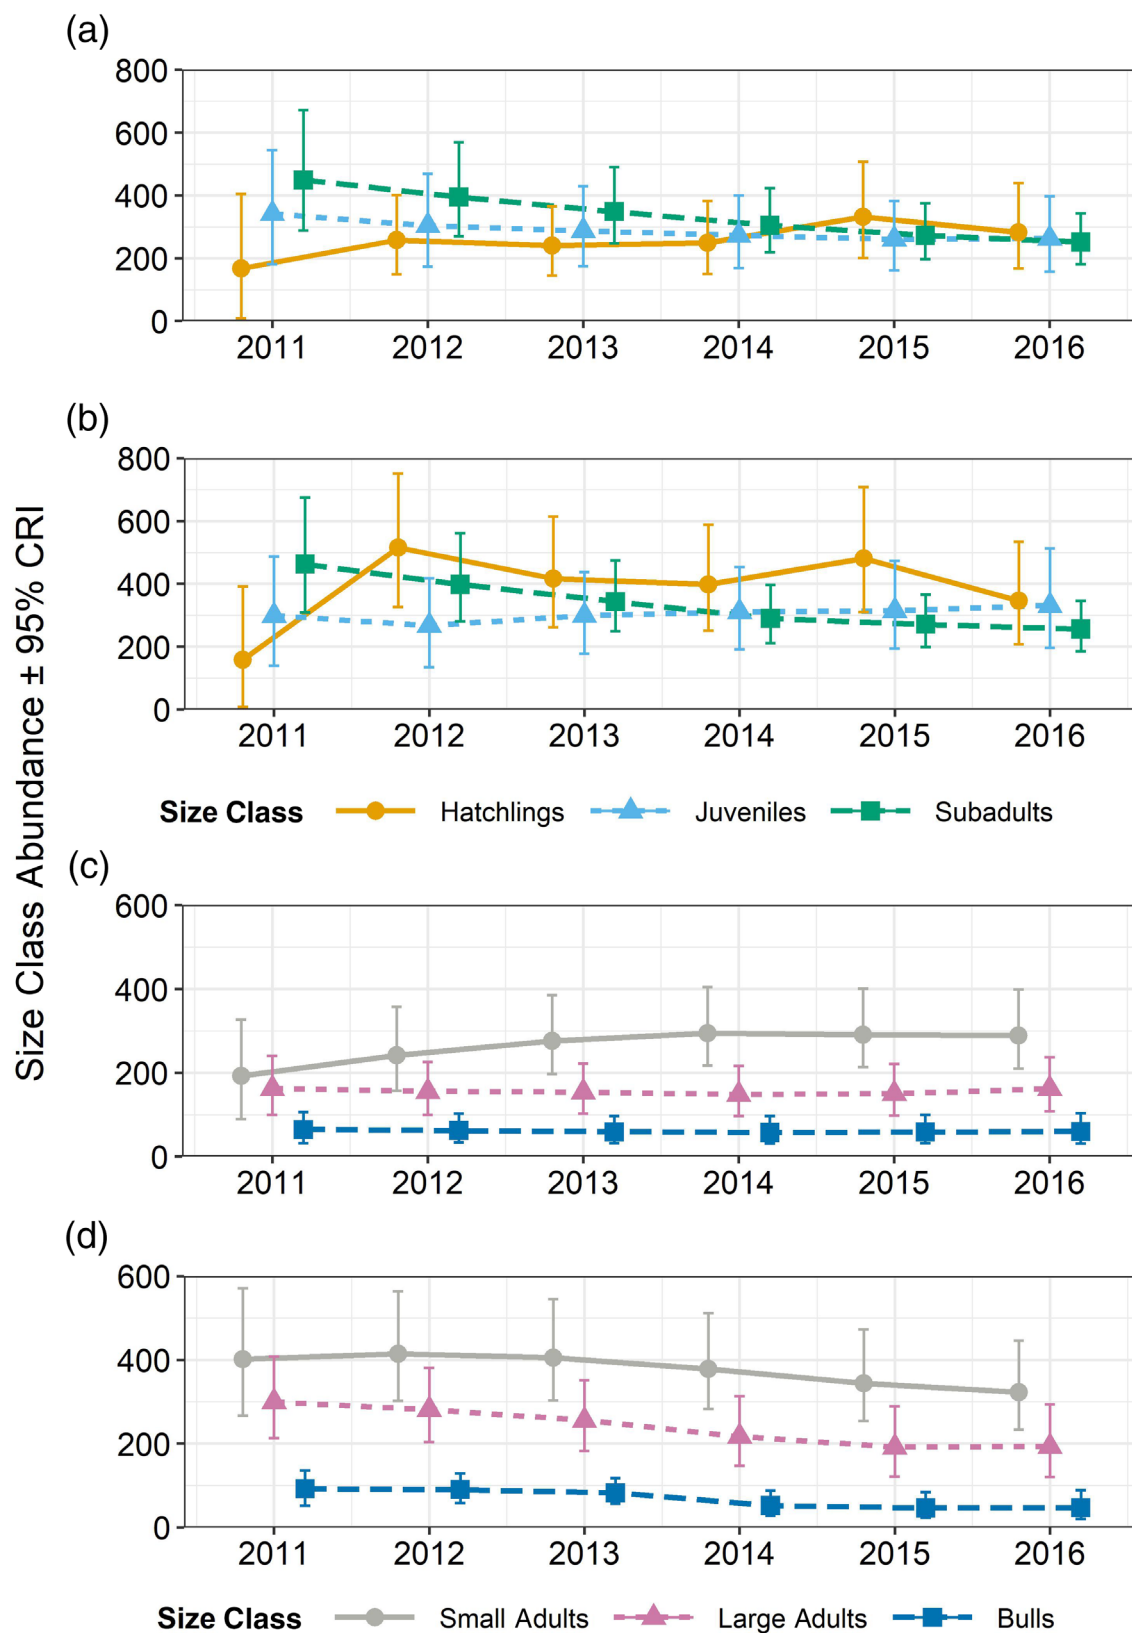 (a)
800
600
400
200
0
2011 2012 2013 2014 2015 2016
(b)
800
600
400
200
0
2011 2012 2013 2014 2015 2016
Size Class Hatchlings Juveniles Subadults
Size Class Abundance ± 95% CRI
(c)
600
400
200
0
2011 2012 2013 2014 2015 2016
(d)
600
400
200
0
2011 2012 2013 2014 2015 2016
Size Class Small Adults Large Adults Bulls